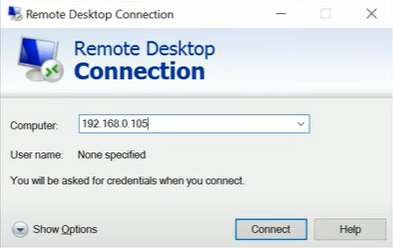 Remote Desktop Connection
Remote Desktop
Connection
Computer: 192.168.0.105
User name: None specified
You will be asked for credentials when you connect.
Show Options Connect Help